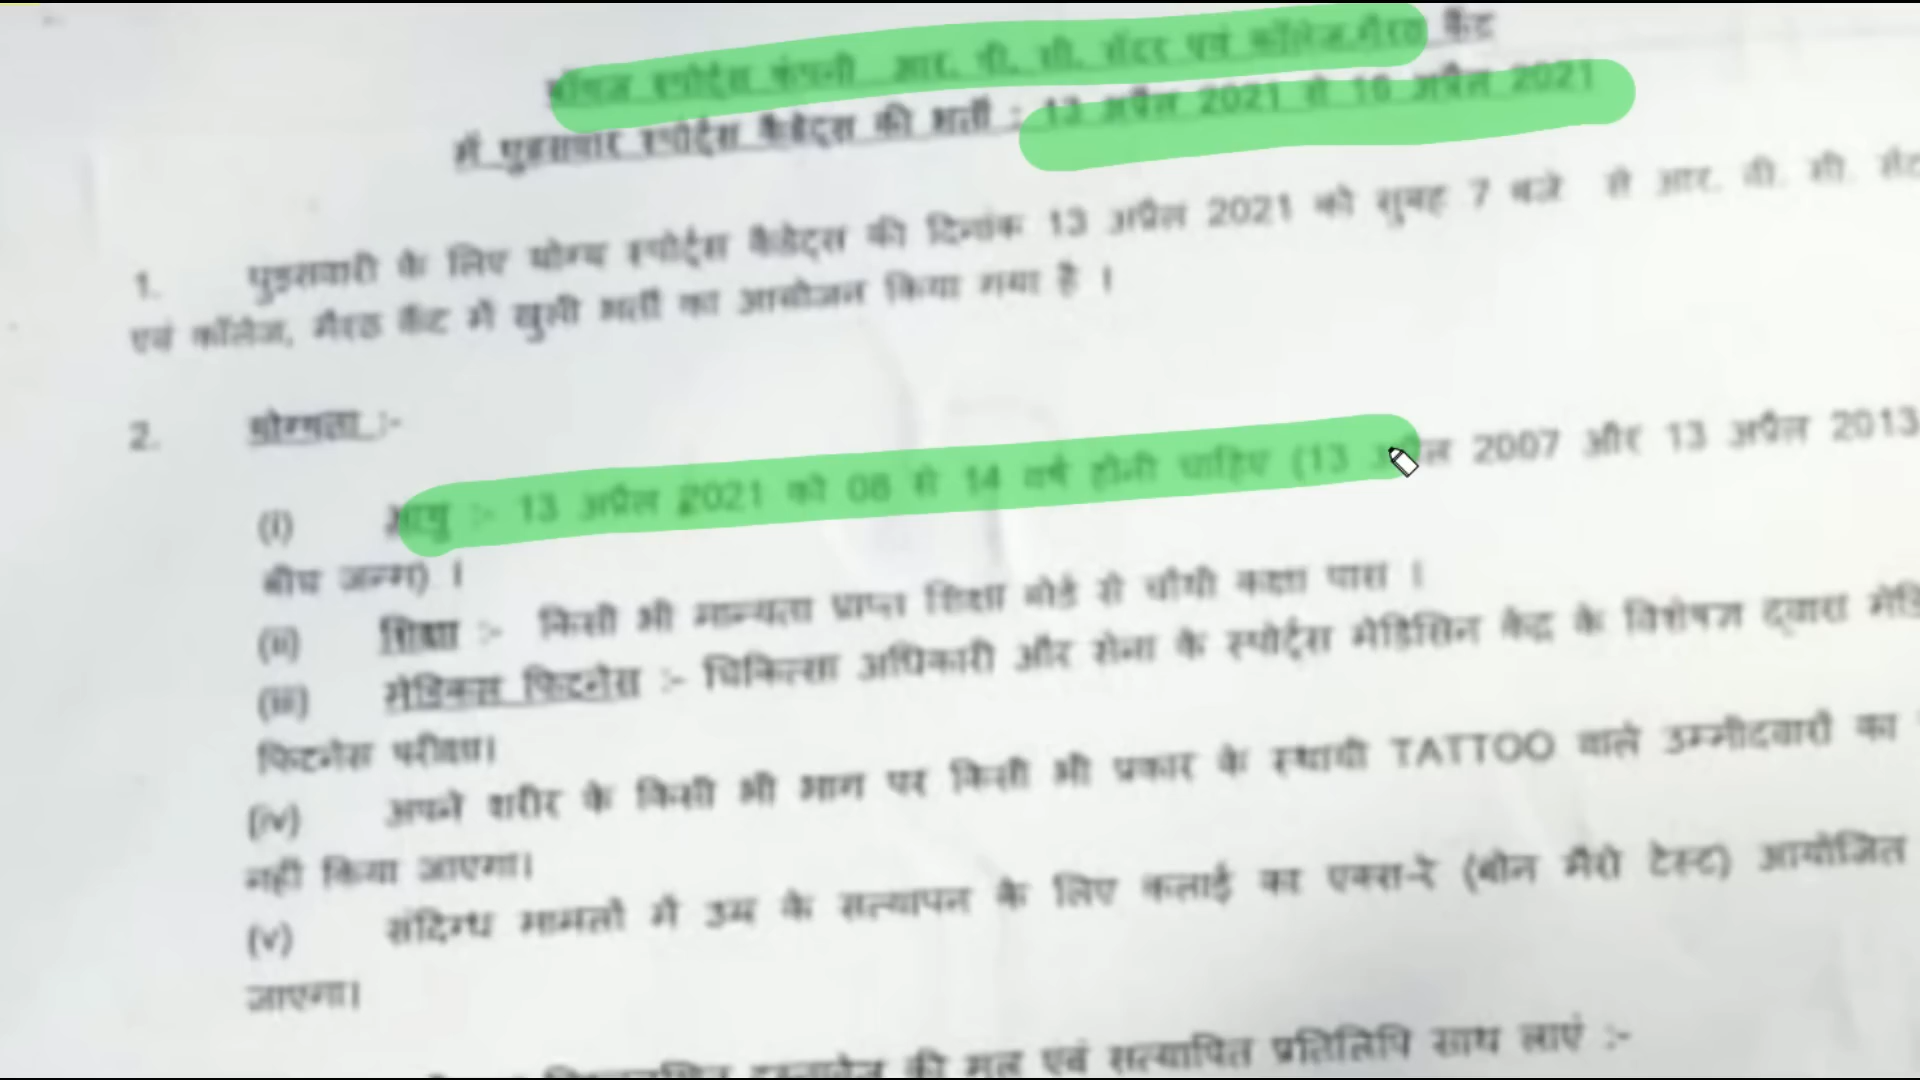 बॉयज स्पोर्ट्स कंपनी आर. वी. सी. सेंटर एवं कॉलेज,मैरठ कैंट
में घुड़सवार स्पोर्ट्स कैडेट्स की भर्ती : 13 अप्रैल 2021 से 16 अप्रैल 2021
1. घुड़सवारी के लिए योग्य स्पोर्ट्स कैडेट्स की दिनांक 13 अप्रैल 2021 को सुबह 7 बजे से आर. वी. सी.
एवं कॉलेज, मैरठ कैंट में खुली भर्ती का आयोजन किया गया है ।
2. योग्यता :-
(i) आयु :- 13 अप्रैल 2021 को 08 से 14 वर्ष होनी चाहिए (13 अप्रैल 2007 और 13 अप्रैल 2013
बीच जन्म) ।
(ii) शिक्षा :- किसी भी मान्यता प्राप्त शिक्षा बोर्ड से चौथी कक्षा पास ।
(iii) मेडिकल फिटनेस :- चिकित्सा अधिकारी और सेना के स्पोर्ट्स मेडिसिन केंद्र के विशेषज्ञ द्वारा
फिटनेस परीक्षा।
(iv) अपने शरीर के किसी भी भाग पर किसी भी प्रकार के स्थायी TATTOO वाले उम्मीदवारों का
नहीं किया जाएगा।
(v) संदिग्ध मामलों में उम्र के सत्यापन के लिए कलाई का एक्स-रे (बोन मैरो टेस्ट) आयोजित
जाएगा।
की मूल एवं सत्यापित प्रतिलिपि साथ लाएं :-